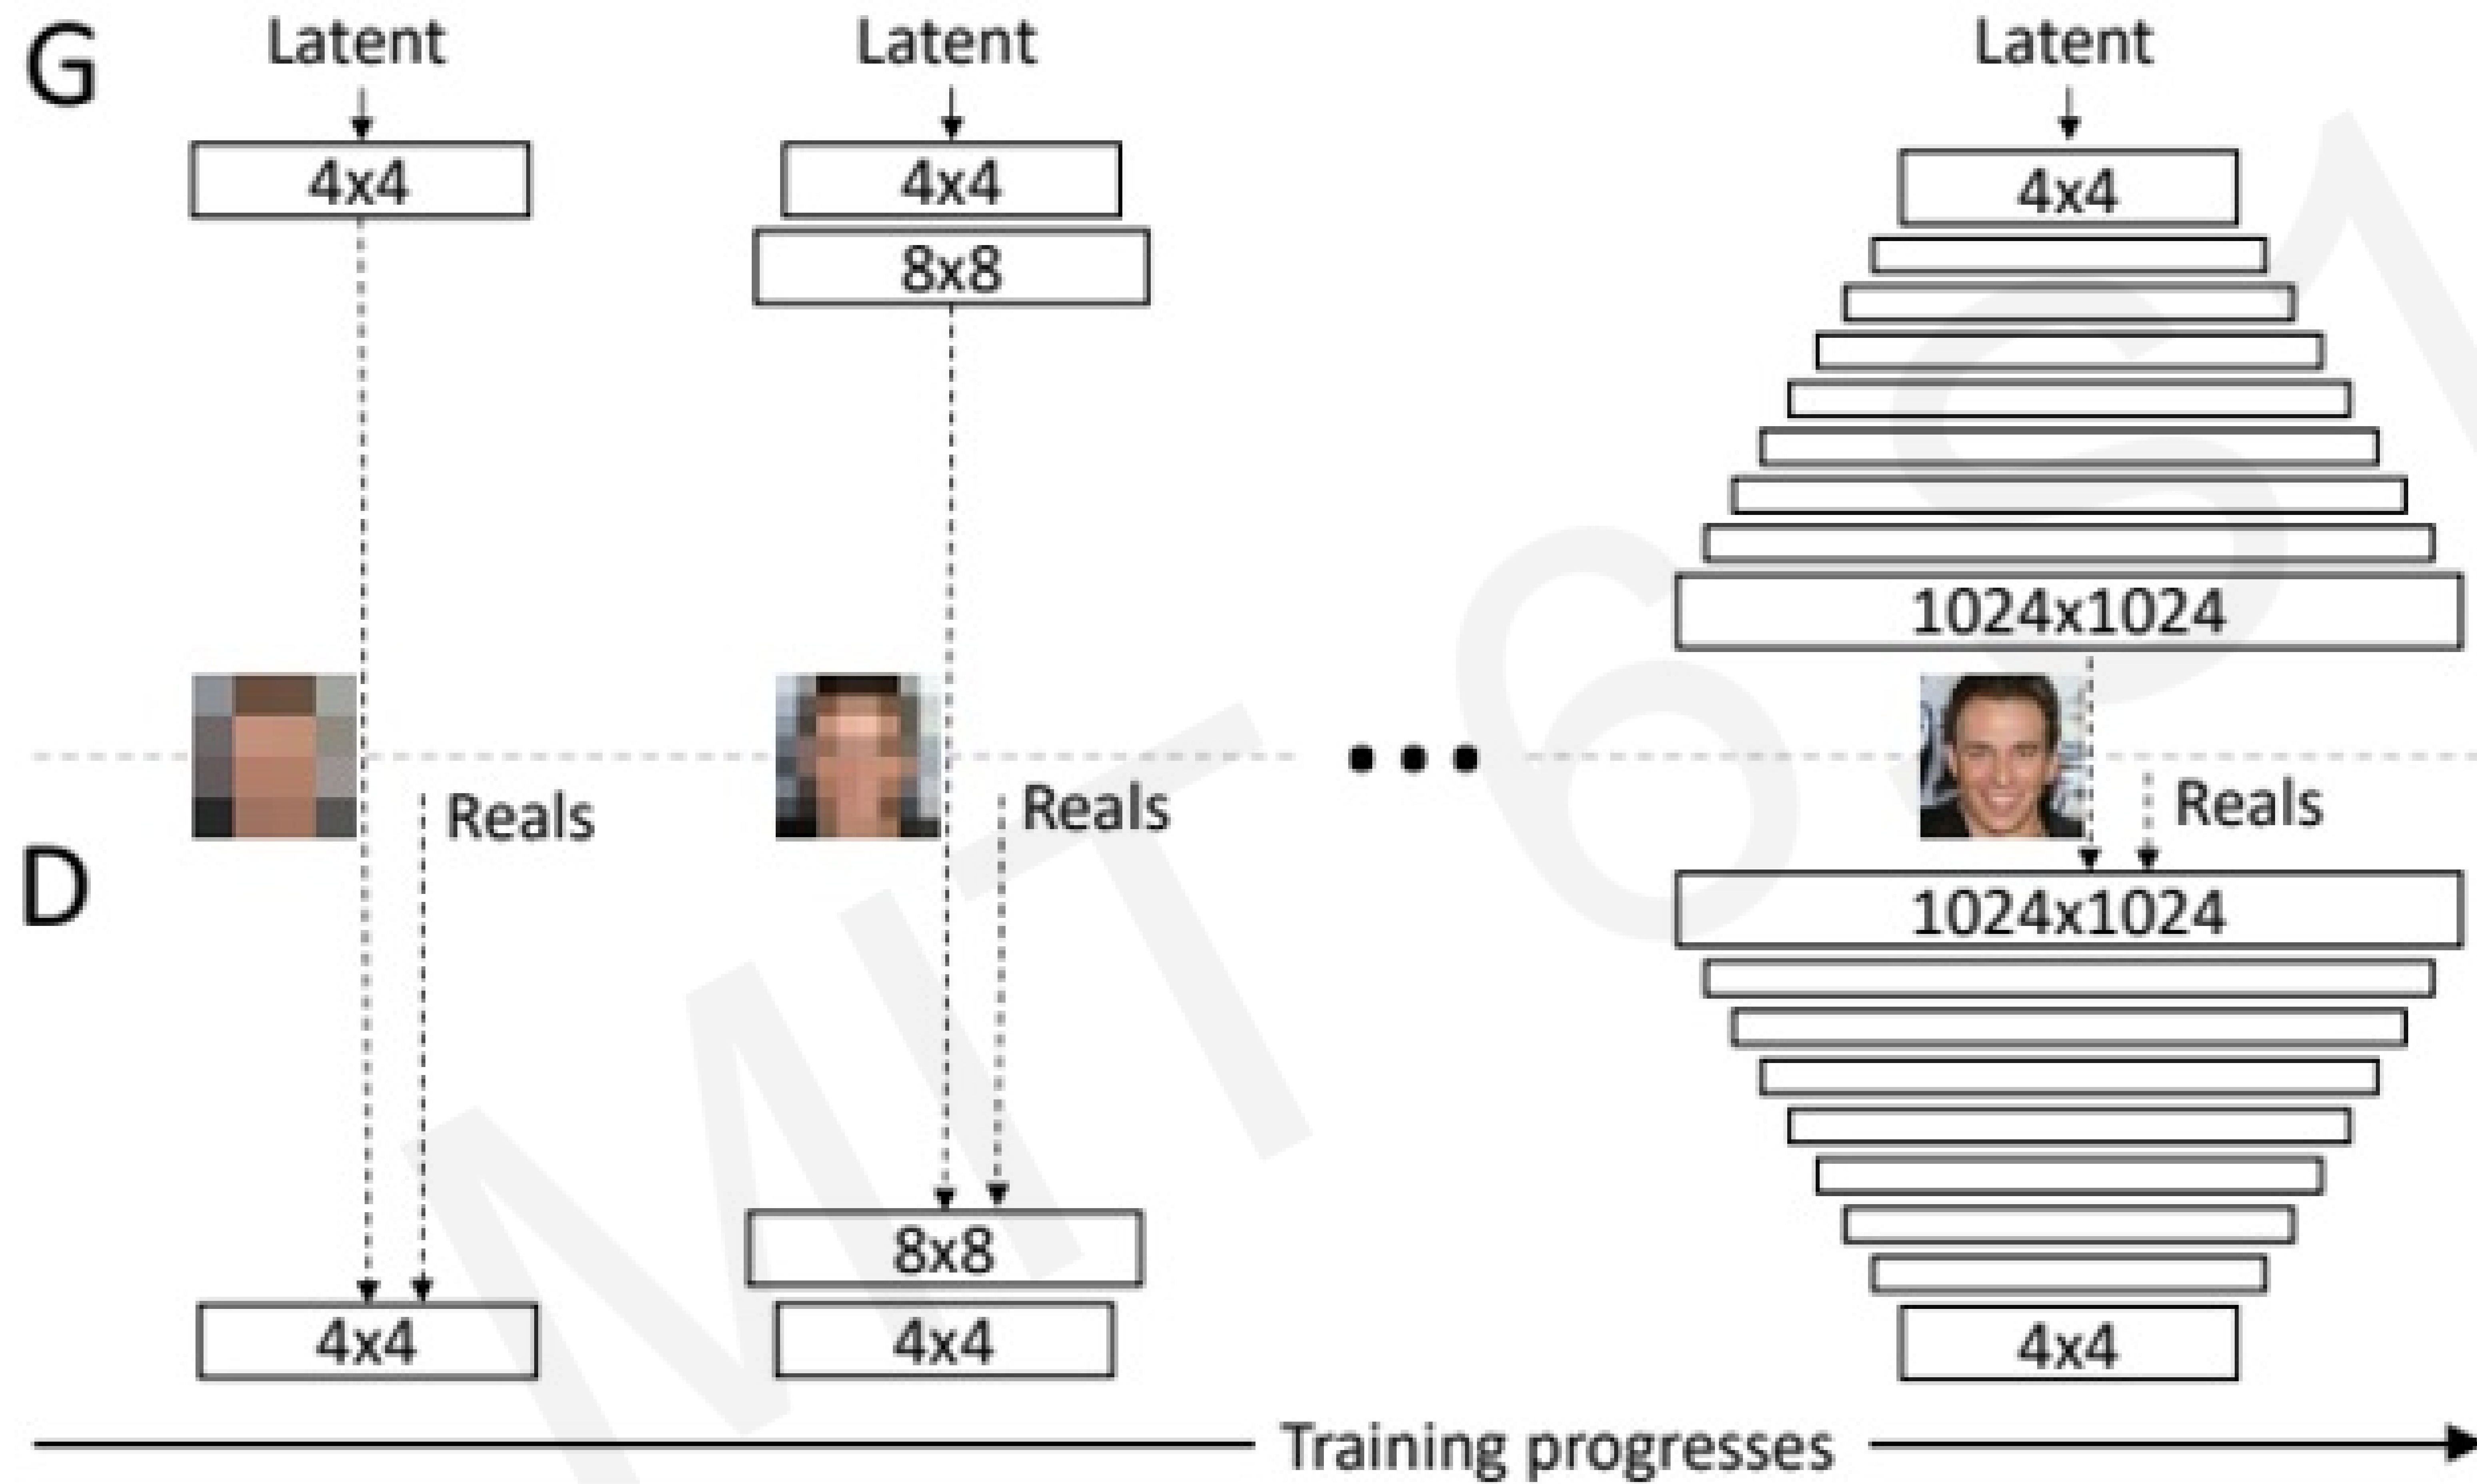 G
Latent
Latent
Latent
4x4
4x4
4x4
8x8
1024x1024
Reals
Reals
Reals
D
1024x1024
8x8
4x4
4x4
4x4
Training progresses
MIT 6.S1